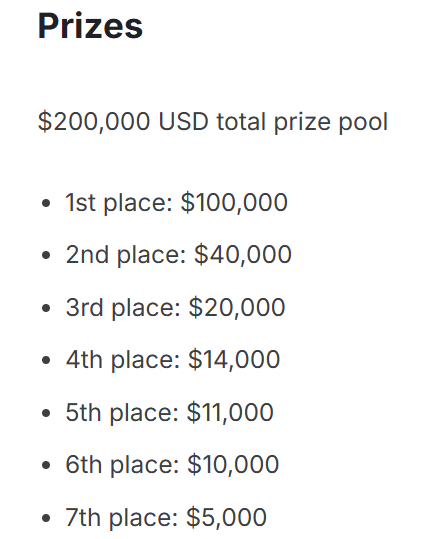 Prizes
$200,000 USD total prize pool
• 1st place: $100,000
• 2nd place: $40,000
• 3rd place: $20,000
• 4th place: $14,000
• 5th place: $11,000
• 6th place: $10,000
• 7th place: $5,000